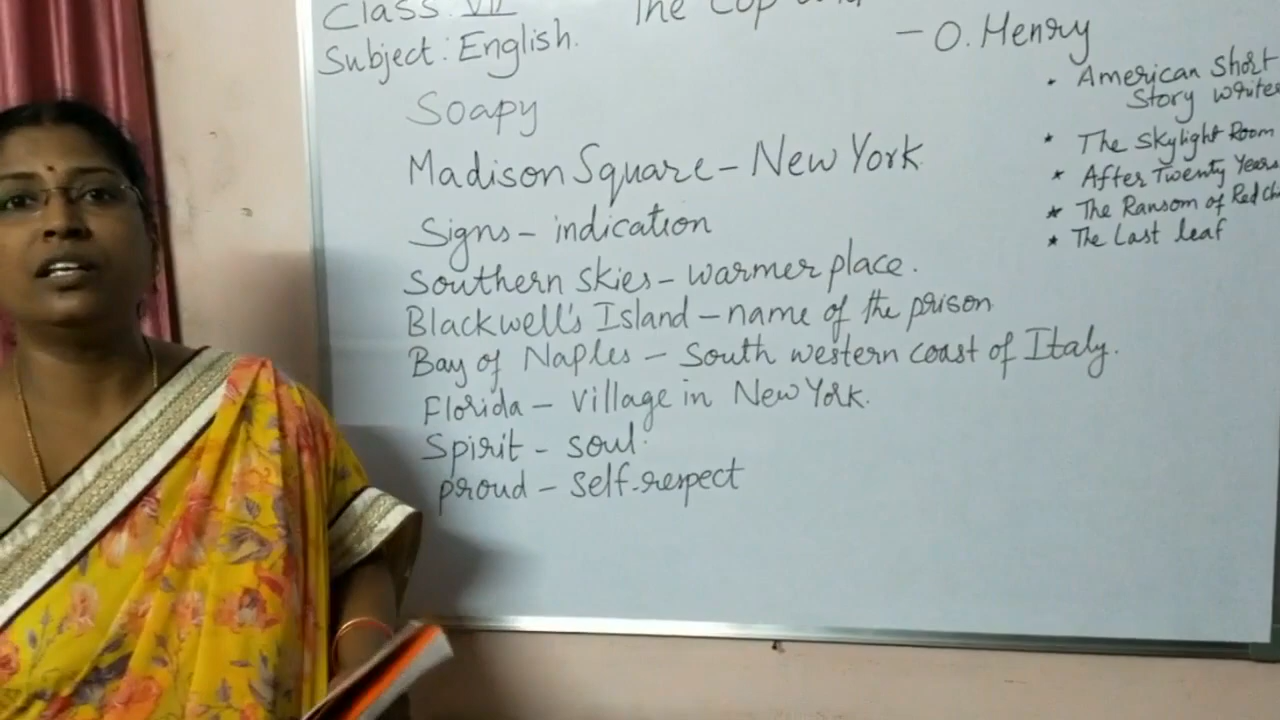 Class: VII
The Cop and
Subject: English.
- O. Henry
• American Short
Story writer
* The Skylight Room
* After Twenty Years
* The Ransom of Red
* The Last leaf
Soapy
Madison Square - New York
Signs - indication
Southern skies - warmer place.
Blackwell's Island - name of the prison
Bay of Naples - South western coast of Italy.
Florida - Village in New York.
Spirit - soul.
proud - self-respect